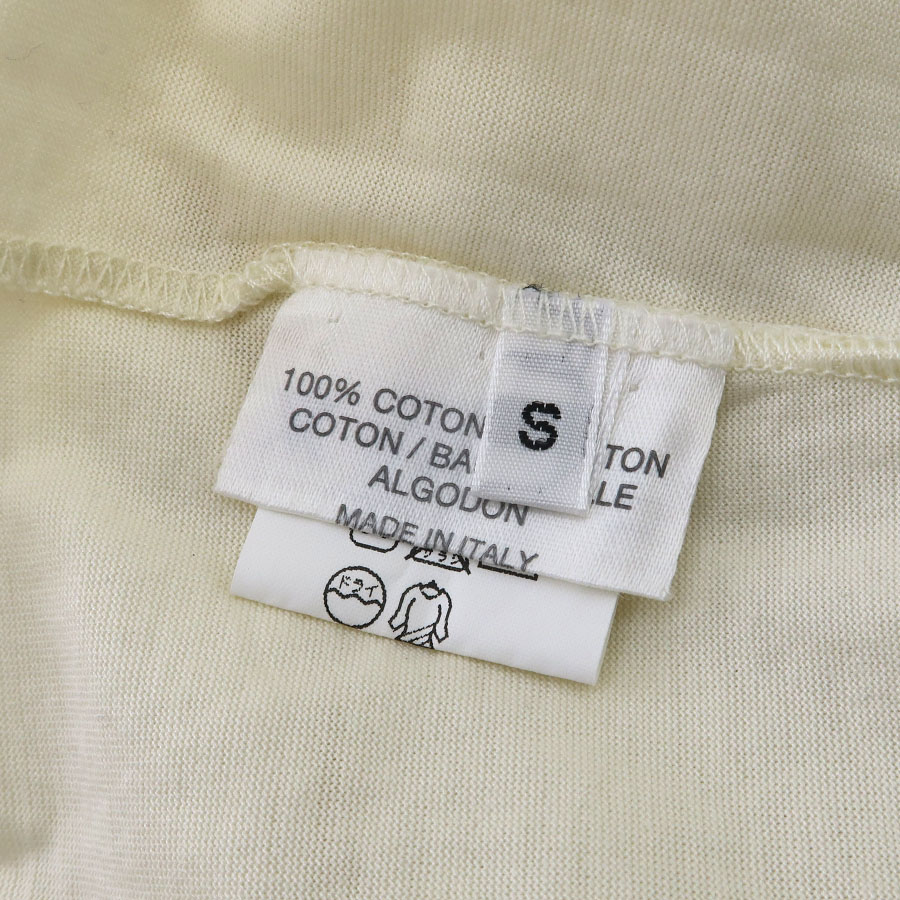 100% COTON
S
TON
COTON / BA
LE
ALGODON
MADE IN ITALY
ドライ